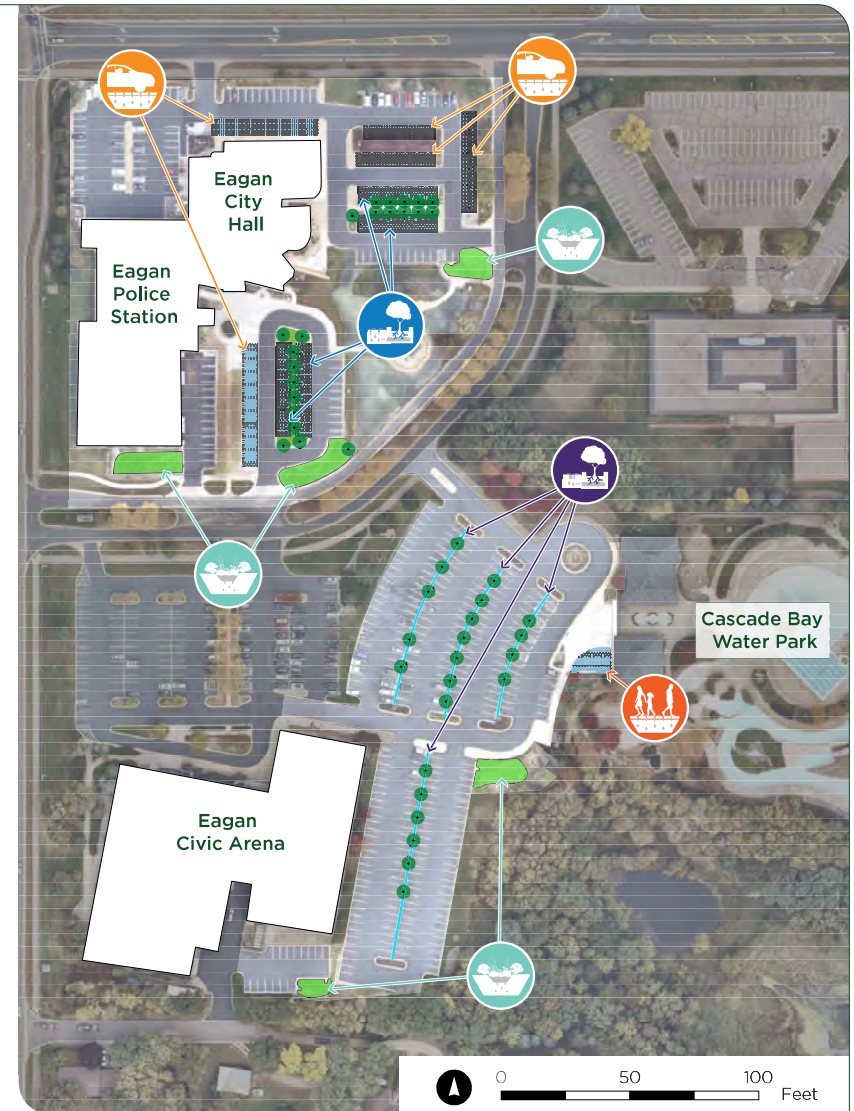 Eagan
City
Hall
Eagan
Police
Station
Cascade Bay
Water Park
Eagan
Civic Arena
0 50 100
Feet